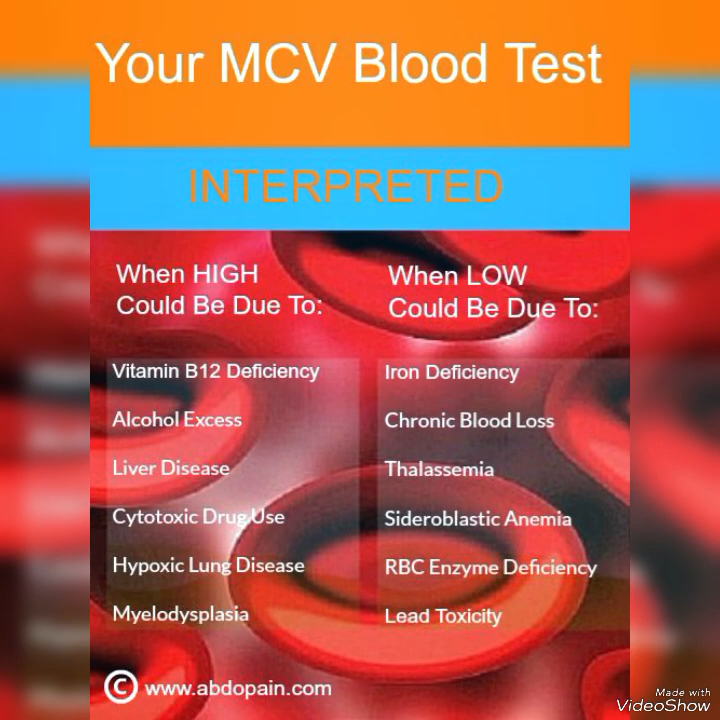 Your MCV Blood Test
INTERPRETED
When HIGH
Could Be Due To:
Vitamin B12 Deficiency
Alcohol Excess
Liver Disease
Cytotoxic Drug Use
Hypoxic Lung Disease
Myelodysplasia
When LOW
Could Be Due To:
Iron Deficiency
Chronic Blood Loss
Thalassemia
Sideroblastic Anemia
RBC Enzyme Deficiency
Lead Toxicity
© www.abdopain.com
Made with
VideoShow